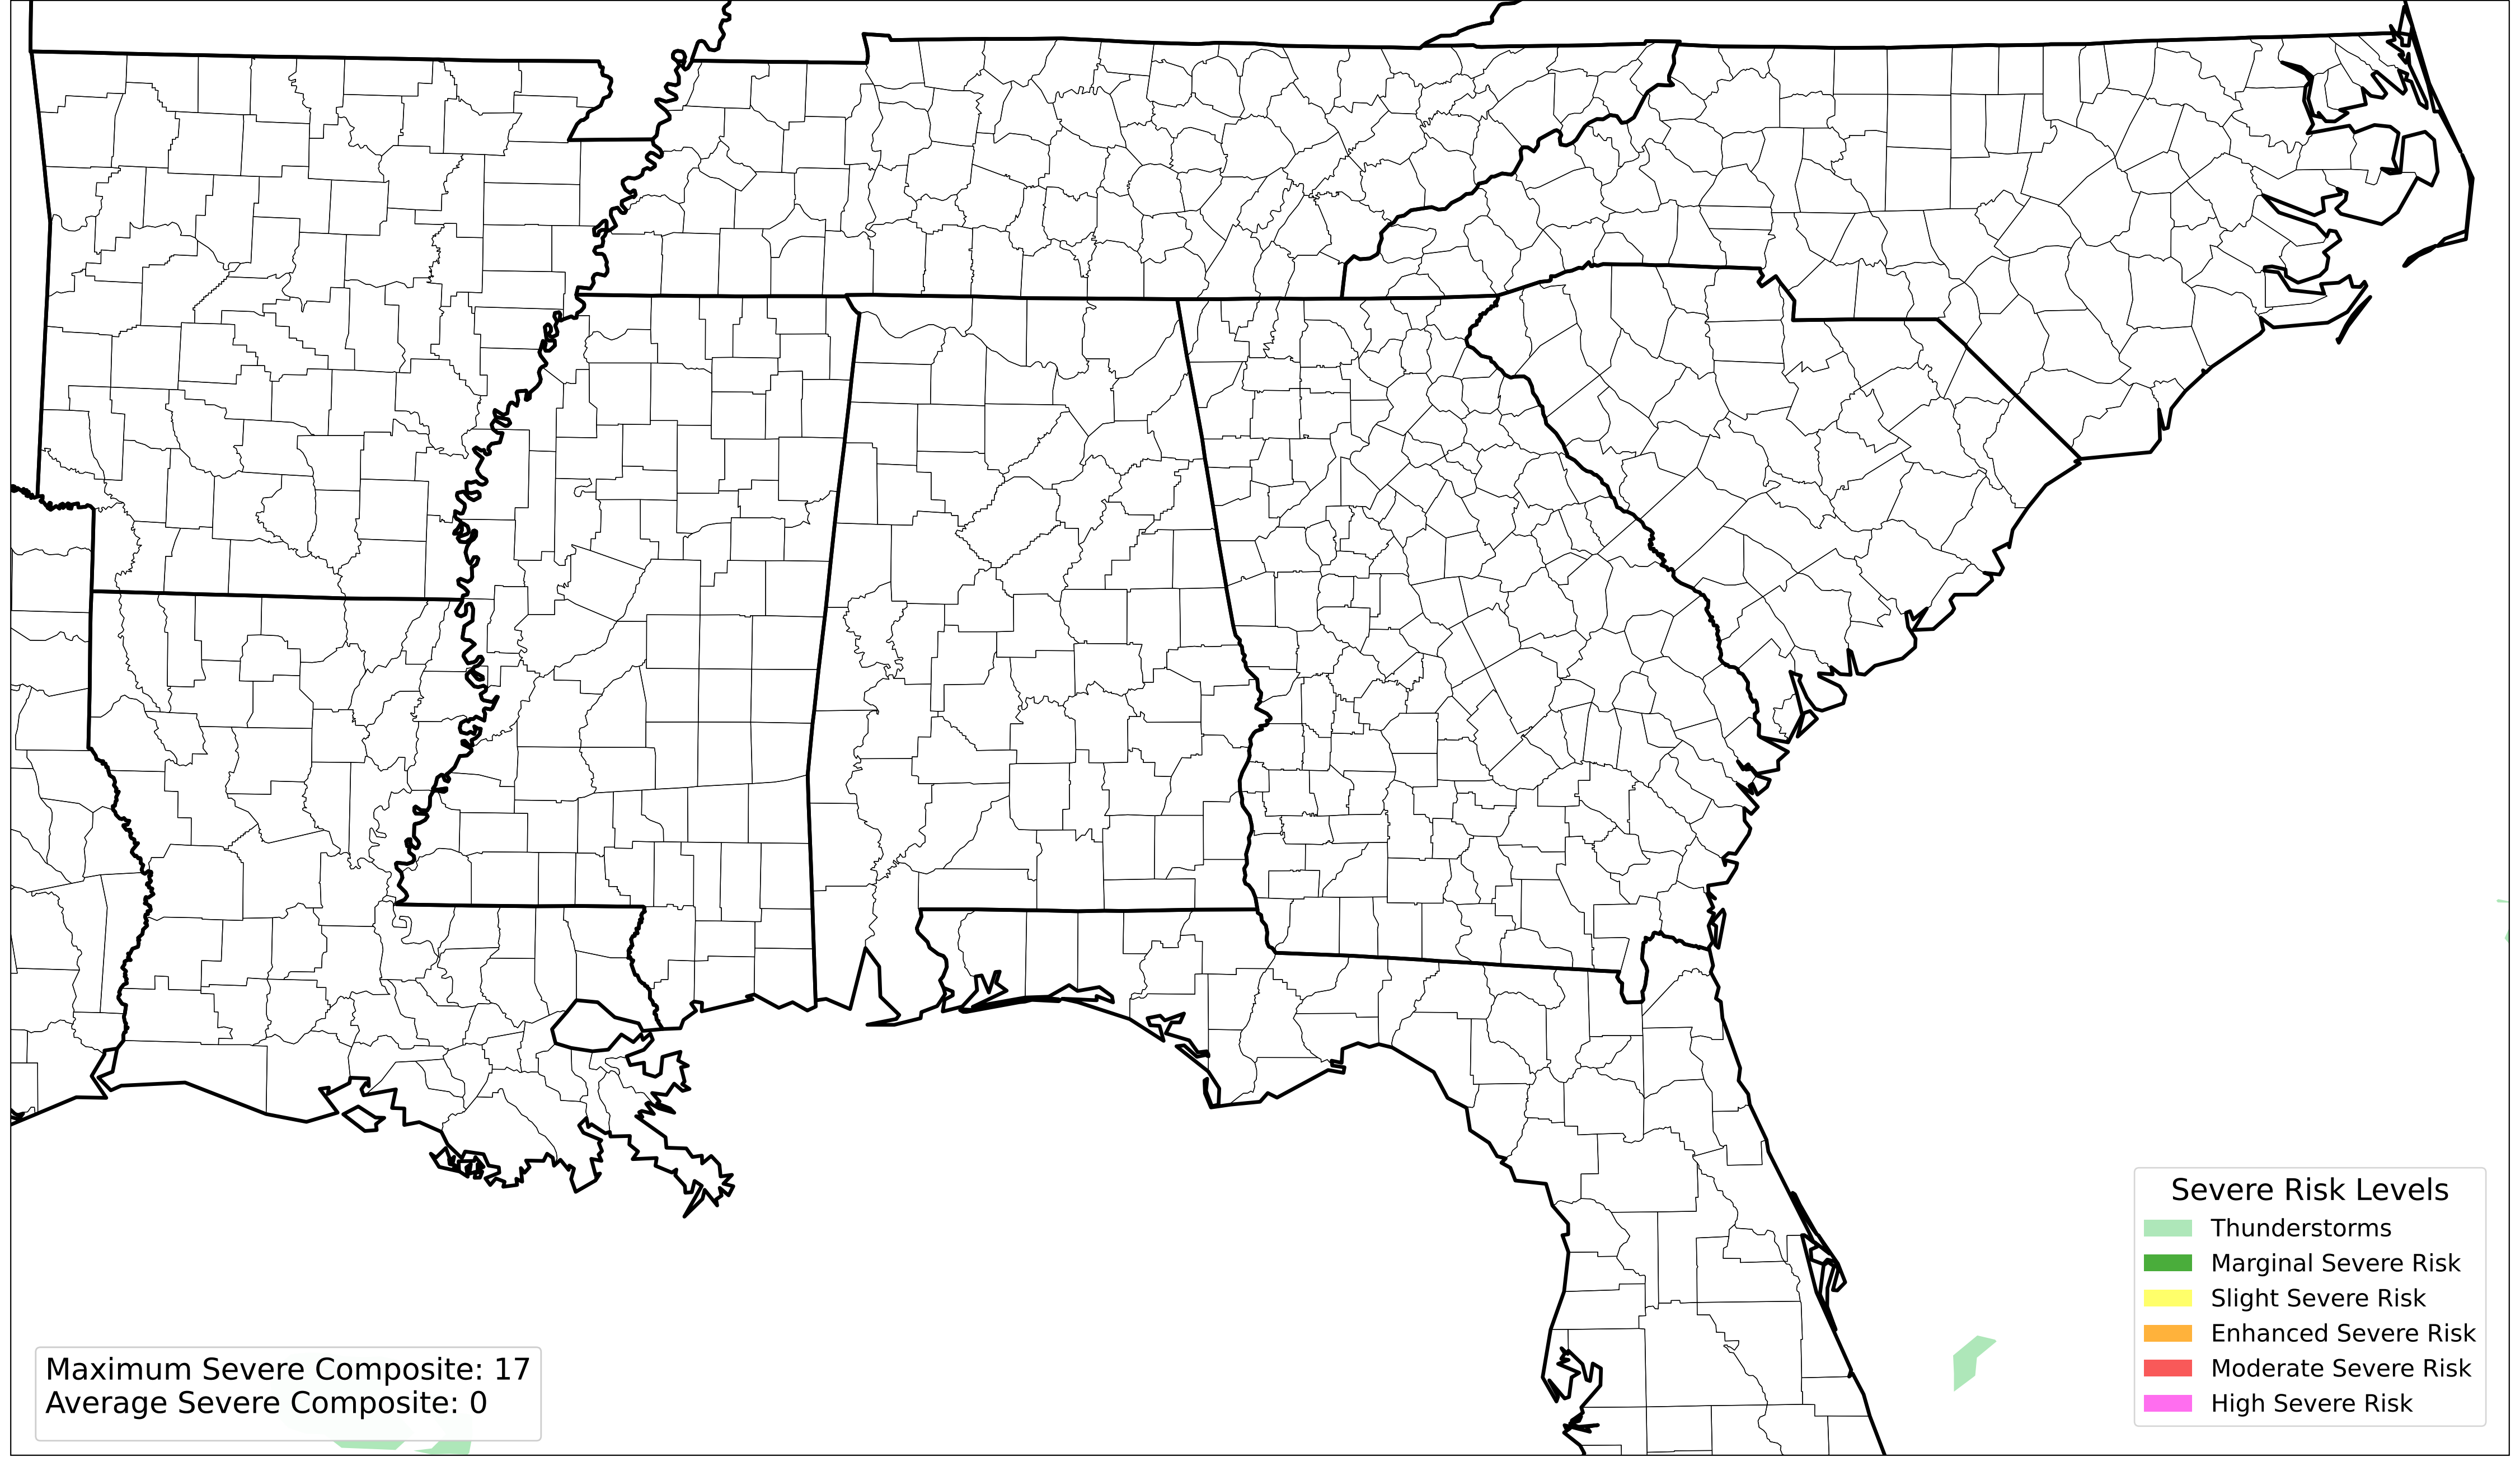 Severe Risk Levels
Thunderstorms
Marginal Severe Risk
Slight Severe Risk
Enhanced Severe Risk
Moderate Severe Risk
High Severe Risk
Maximum Severe Composite: 17
Average Severe Composite: 0